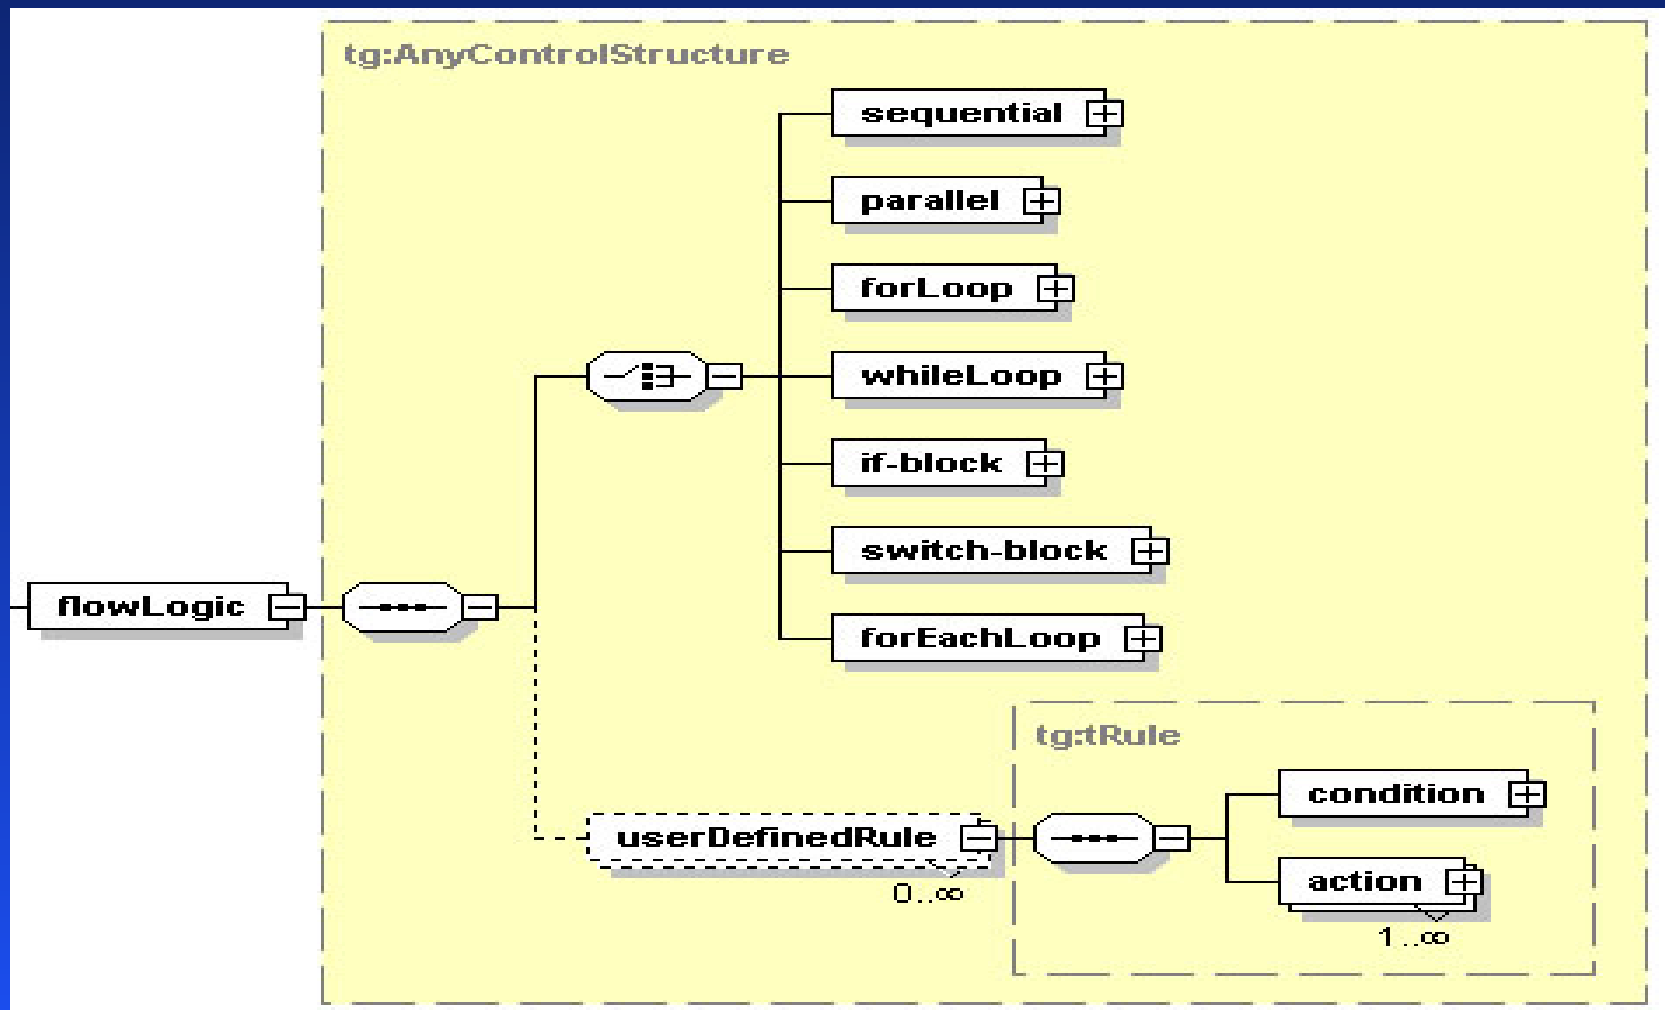 tg:AnyControlStructure
sequential
parallel
forLoop
whileLoop
if-block
switch-block
flowLogic
forEachLoop
tg:tRule
condition
userDefinedRule
0..∞
action
1..∞